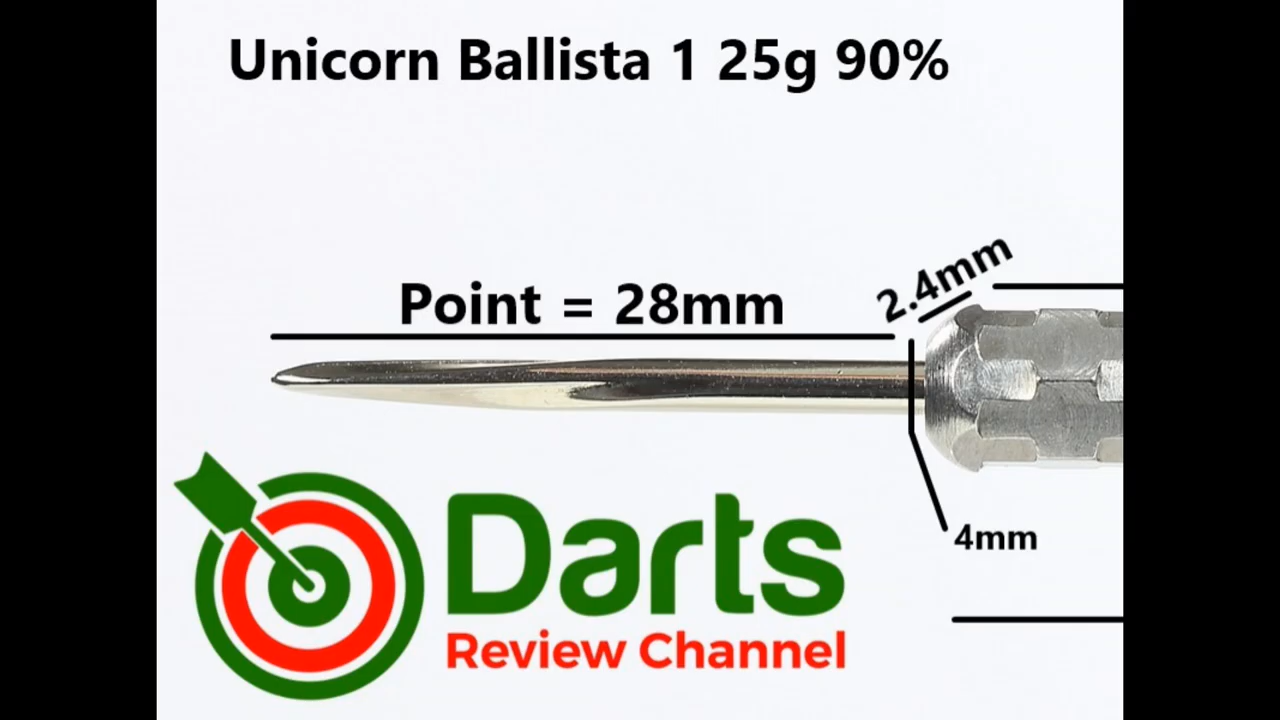 Unicorn Ballista 1 25g 90%
2.4mm
Point = 28mm
4mm
Darts
Review Channel